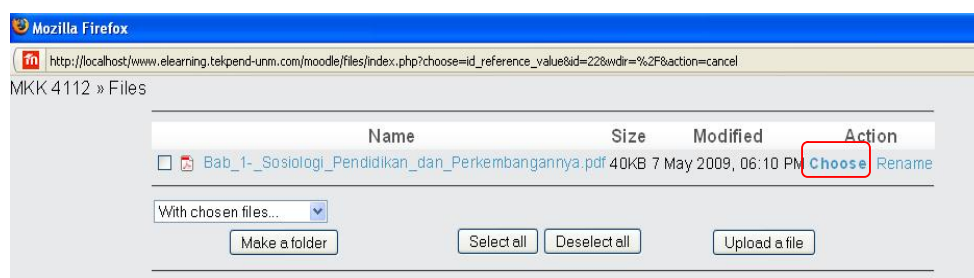 Mozilla Firefox
http://localhost/www.elearning.tekpend-unm.com/moodle/files/index.php?choose=id_reference_value&id=22&wdir=%2F&action=cancel
MKK 4112 » Files
Name Size Modified Action
Bab_1-_Sosiologi_Pendidikan_dan_Perkembangannya.pdf 40KB 7 May 2009, 06:10 PM Choose Rename
With chosen files...
Make a folder Select all Deselect all Upload a file